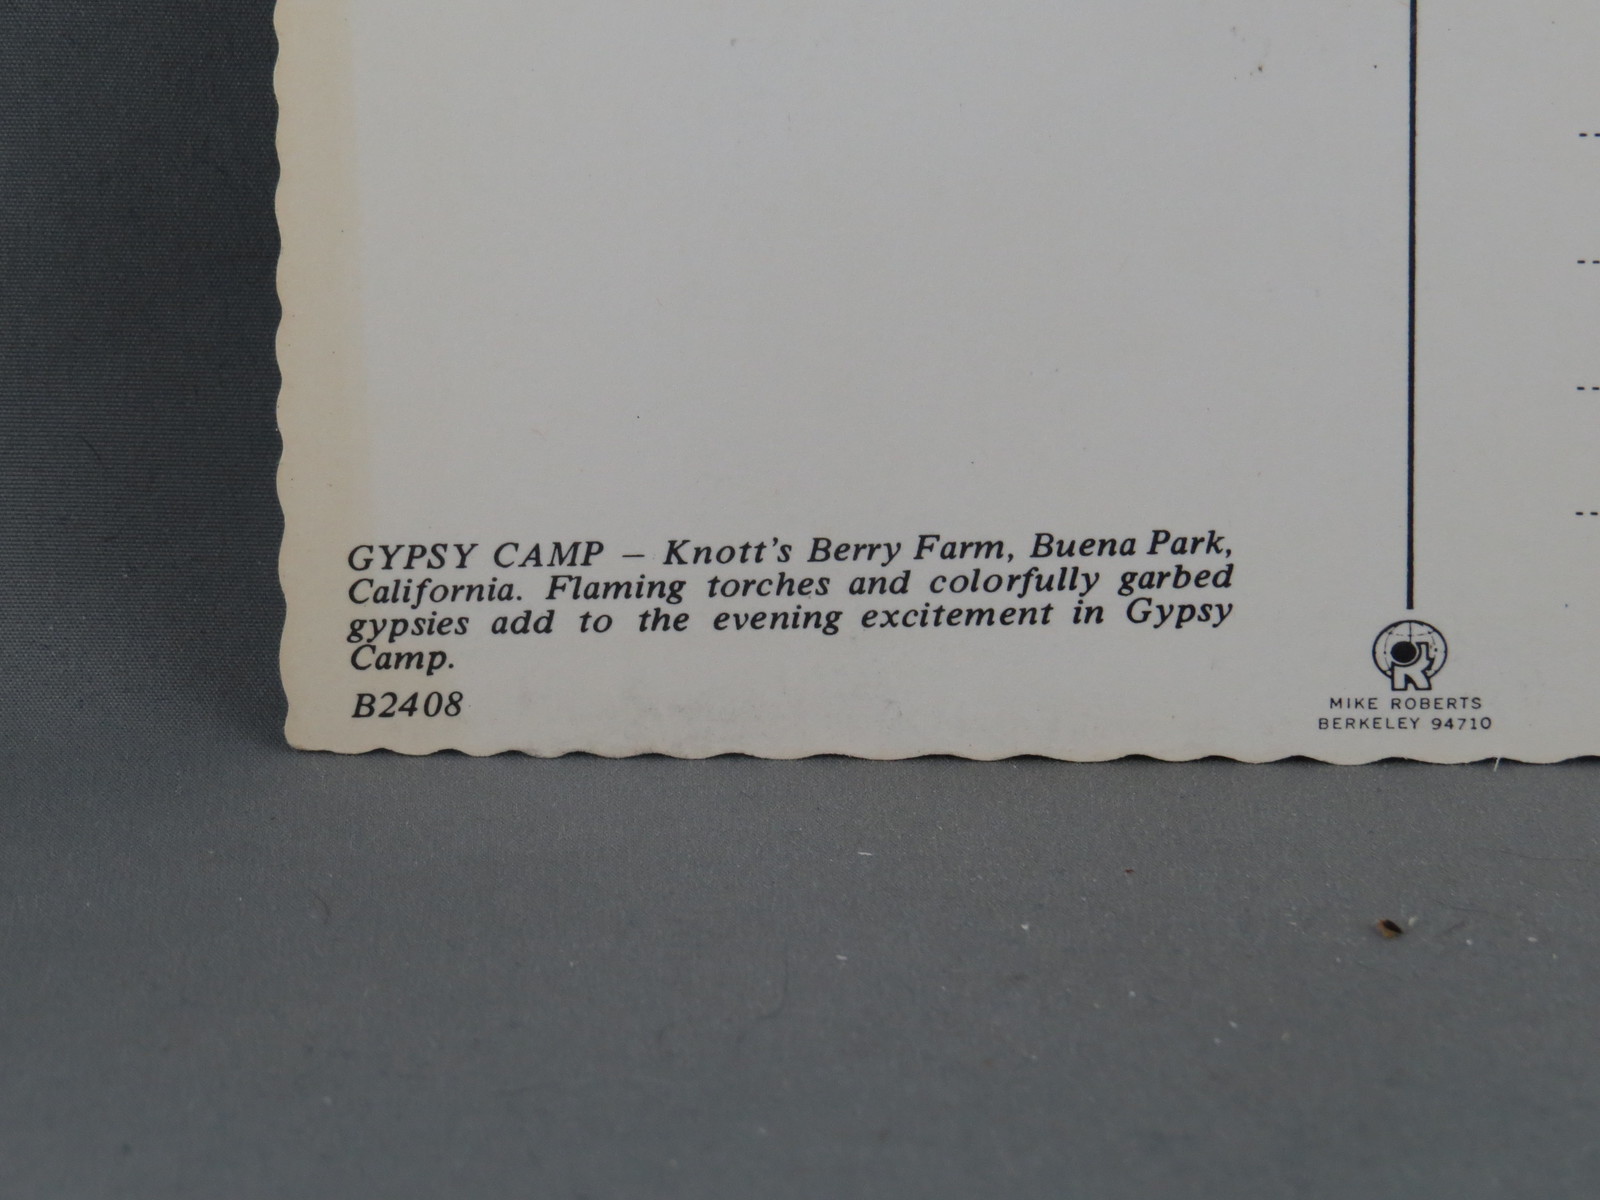 GYPSY CAMP – Knott's Berry Farm, Buena Park,
California. Flaming torches and colorfully garbed
gypsies add to the evening excitement in Gypsy
Camp.
B2408
R
MIKE ROBERTS
BERKELEY 94710